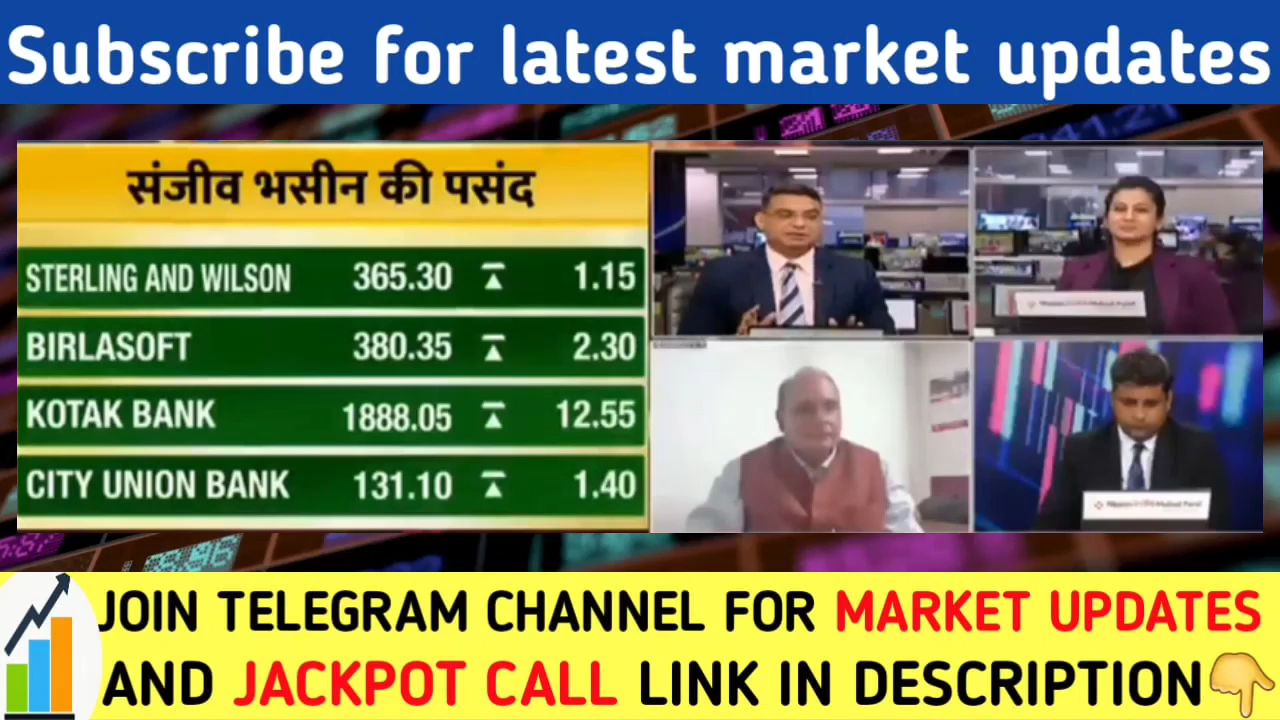 Subscribe for latest market updates
संजीव भसीन की पसंद
STERLING AND WILSON 365.30 1.15
BIRLASOFT 380.35 2.30
KOTAK BANK 1888.05 12.55
CITY UNION BANK 131.10 1.40
JOIN TELEGRAM CHANNEL FOR MARKET UPDATES
AND JACKPOT CALL LINK IN DESCRIPTION